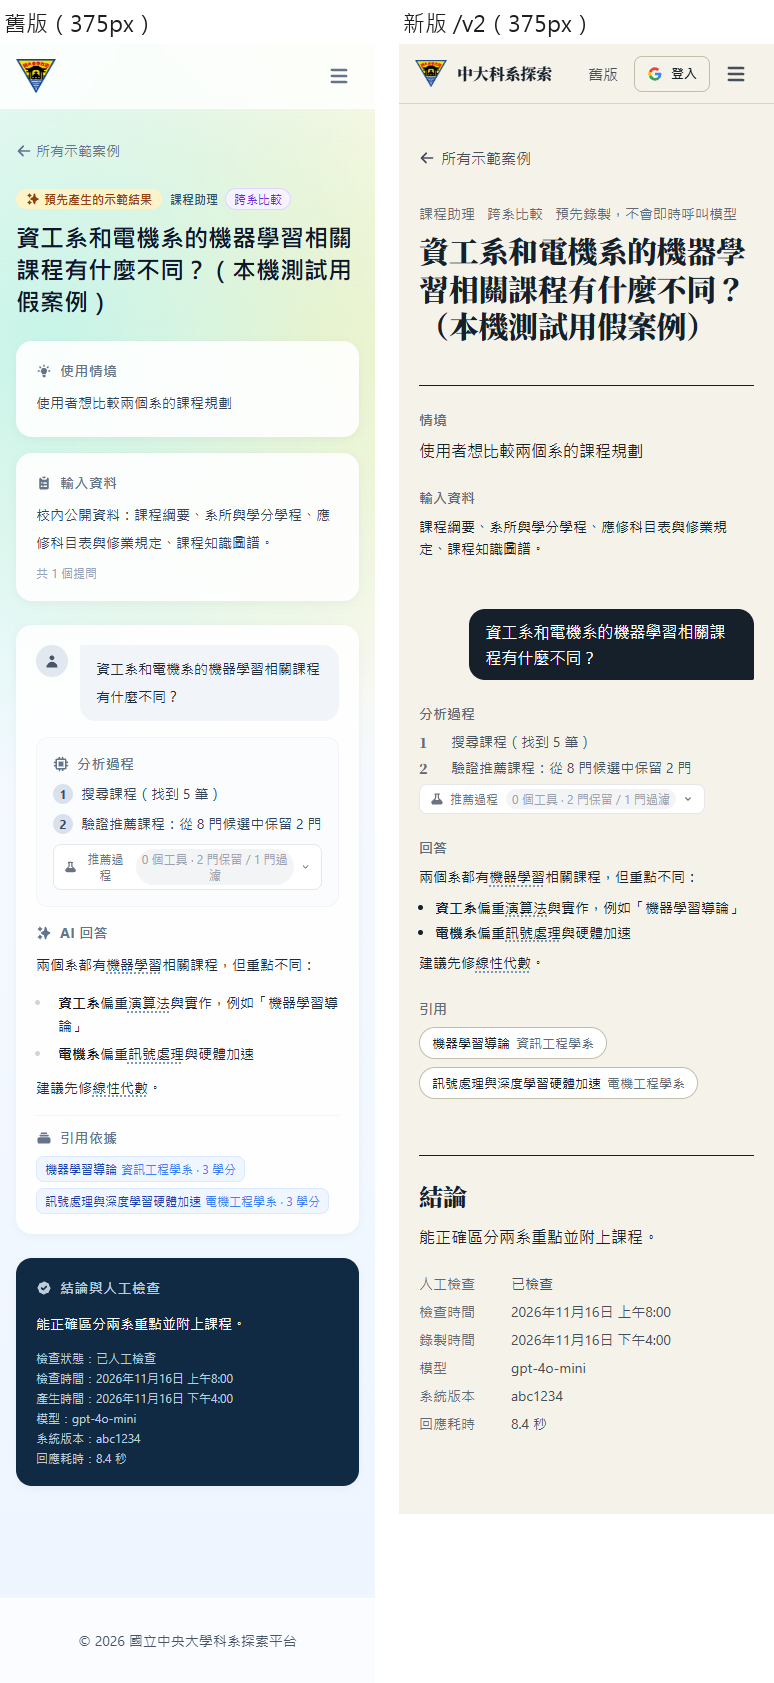 舊版（375px）
← 所有示範案例
預先產生的示範結果 課程助理 跨系比較
資工系和電機系的機器學習相關
課程有什麼不同？（本機測試用
假案例）
使用情境
使用者想比較兩個系的課程規劃
輸入資料
校內公開資料：課程綱要、系所與學分學程、應
修科目表與修業規定、課程知識圖譜。
共 1 個提問
資工系和電機系的機器學習相關課程
有什麼不同？
分析過程
1 搜尋課程（找到 5 筆）
2 驗證推薦課程：從 8 門候選中保留 2 門
推薦過
程
0 個工具 · 2 門保留 / 1 門過
濾
AI 回答
兩個系都有機器學習相關課程，但重點不同：
資工系偏重演算法與實作，例如「機器學習導
論」
電機系偏重訊號處理與硬體加速
建議先修線性代數。
引用依據
機器學習導論 資訊工程學系 · 3 學分
訊號處理與深度學習硬體加速 電機工程學系 · 3 學分
結論與人工檢查
能正確區分兩系重點並附上課程。
檢查狀態：已人工檢查
檢查時間：2026年11月16日 上午8:00
產生時間：2026年11月16日 下午4:00
模型：gpt-4o-mini
系統版本：abc1234
回應耗時：8.4 秒
© 2026 國立中央大學科系探索平台
新版 /v2（375px）
中大科系探索 舊版 登入
← 所有示範案例
課程助理 跨系比較 預先錄製，不會即時呼叫模型
資工系和電機系的機器學
習相關課程有什麼不同？
（本機測試用假案例）
情境
使用者想比較兩個系的課程規劃
輸入資料
課程綱要、系所與學分學程、應修科目表與修業規
定、課程知識圖譜。
資工系和電機系的機器學習相關課
程有什麼不同？
分析過程
1 搜尋課程（找到 5 筆）
2 驗證推薦課程：從 8 門候選中保留 2 門
推薦過程 0 個工具 · 2 門保留 / 1 門過濾
回答
兩個系都有機器學習相關課程，但重點不同：
資工系偏重演算法與實作，例如「機器學習導論」
電機系偏重訊號處理與硬體加速
建議先修線性代數。
引用
機器學習導論 資訊工程學系
訊號處理與深度學習硬體加速 電機工程學系
結論
能正確區分兩系重點並附上課程。
人工檢查 已檢查
檢查時間 2026年11月16日 上午8:00
錄製時間 2026年11月16日 下午4:00
模型 gpt-4o-mini
系統版本 abc1234
回應耗時 8.4 秒